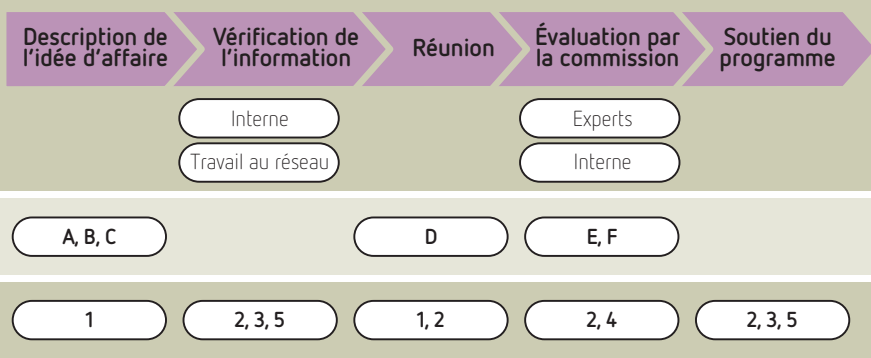 Description de
l'idée d'affaire
Vérification de
l'information
Réunion
Évaluation par
la commission
Soutien du
programme
Interne
Experts
Travail au réseau
Interne
A, B, C
D
E, F
1
2, 3, 5
1, 2
2, 4
2, 3, 5